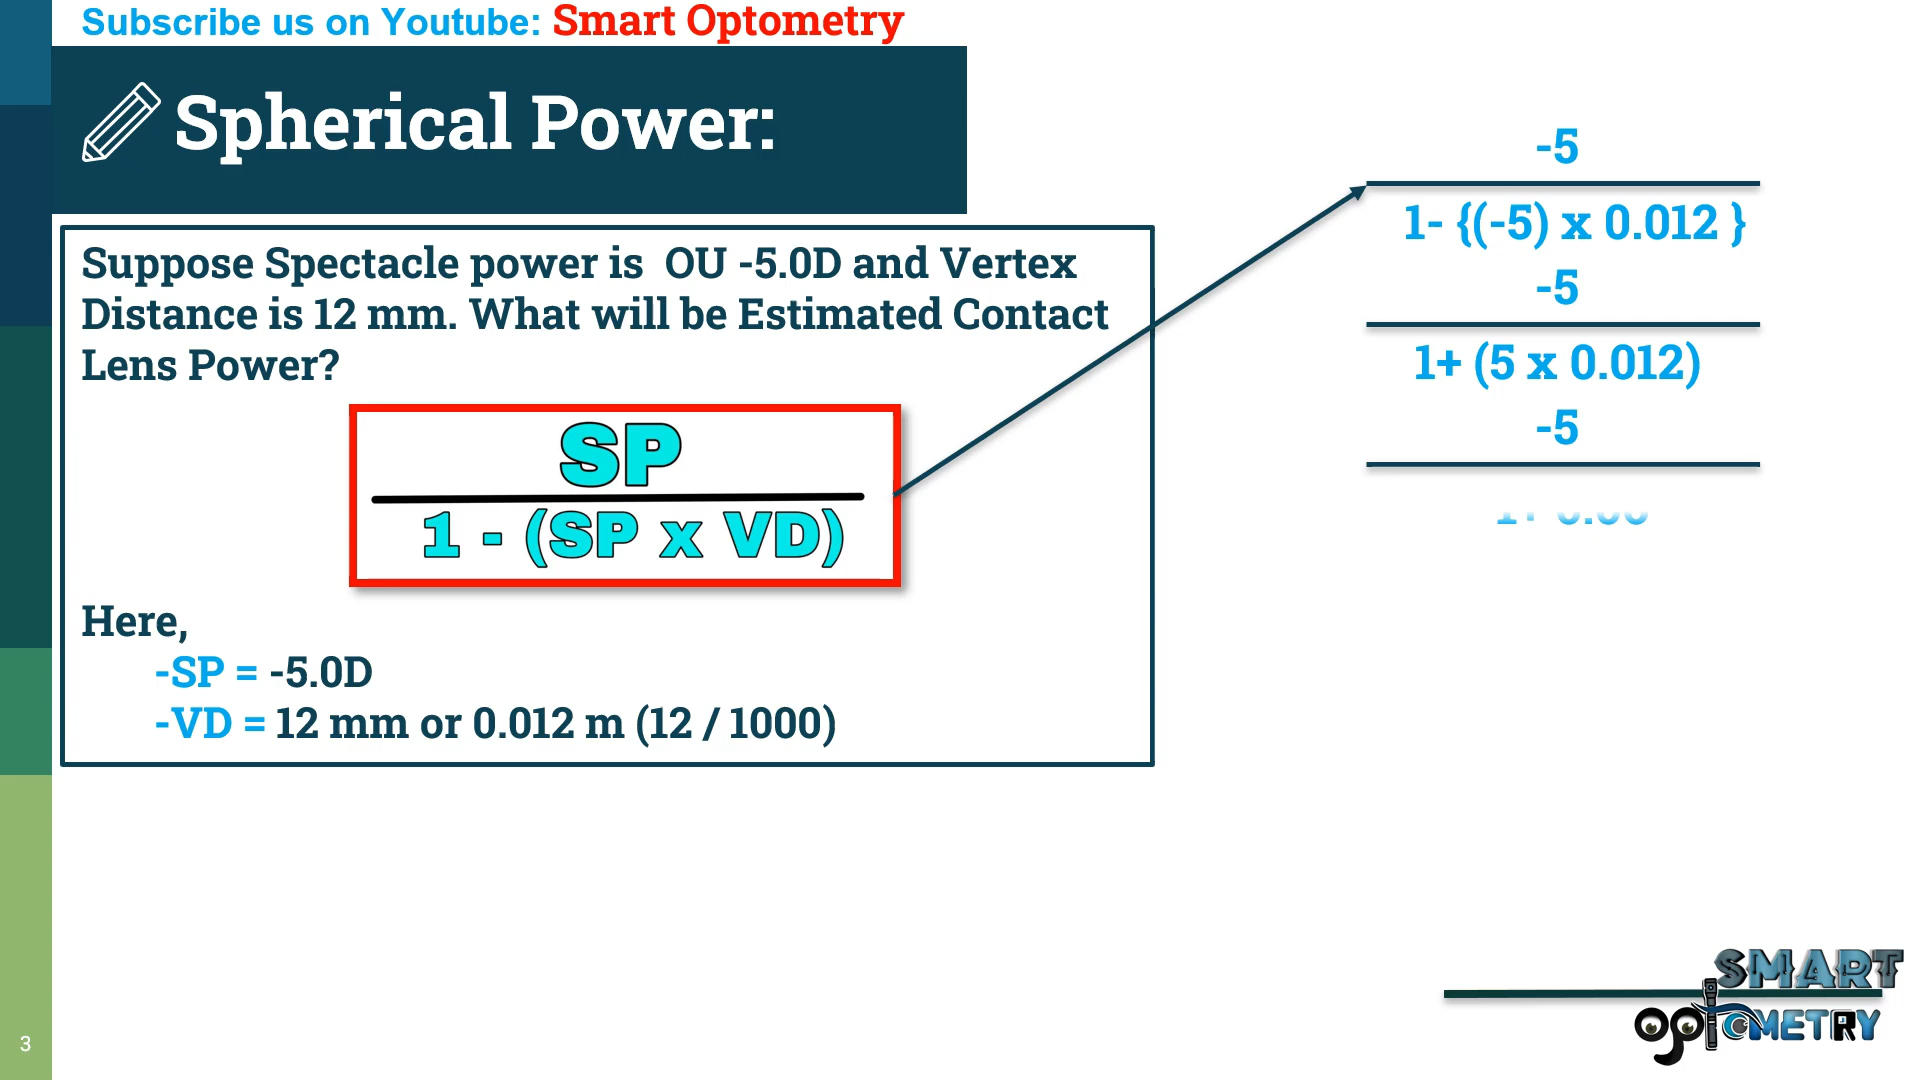 Subscribe us on Youtube: Smart Optometry
Spherical Power:
Suppose Spectacle power is OU -5.0D and Vertex
Distance is 12 mm. What will be Estimated Contact
Lens Power?
SP
1 - (SP x VD)
Here,
-SP = -5.0D
-VD = 12 mm or 0.012 m (12 / 1000)
-5
1- {(-5) x 0.012 }
-5
1+ (5 x 0.012)
-5
SMART
OptOMETRY
3